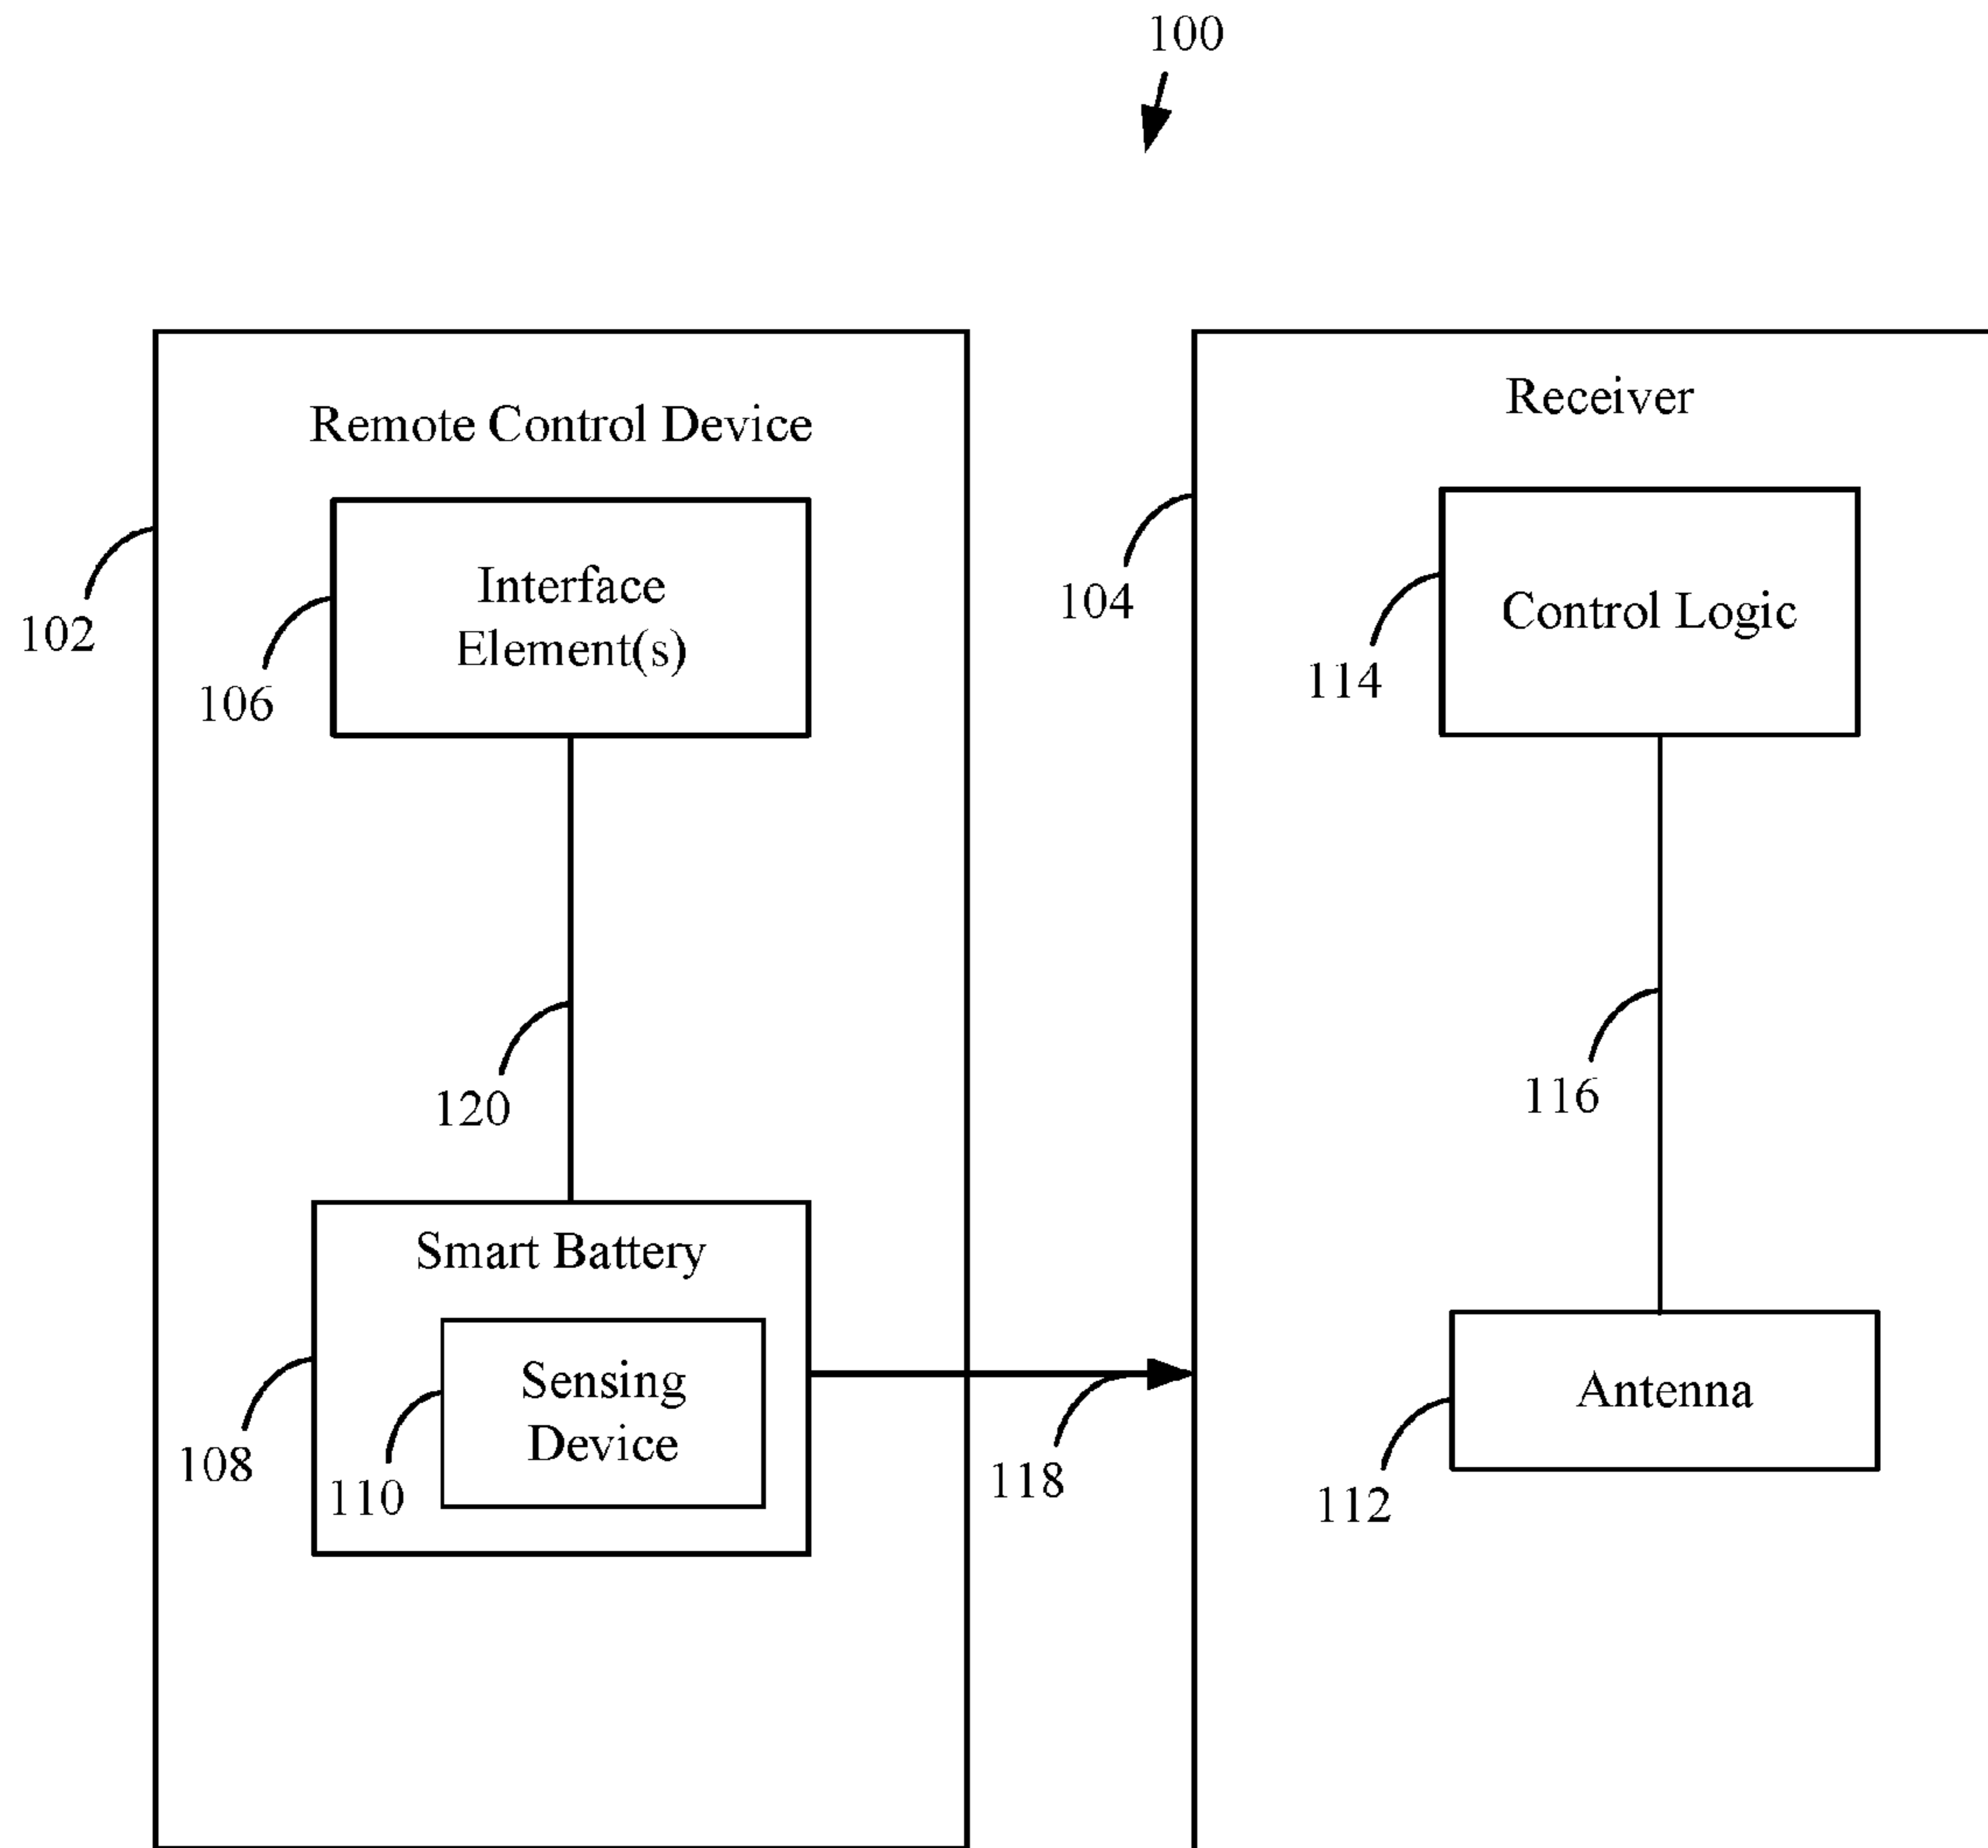 100
Remote Control Device
Interface
Element(s)
102
106
120
Smart Battery
Sensing
Device
108
110
118
Receiver
104
Control Logic
114
116
Antenna
112